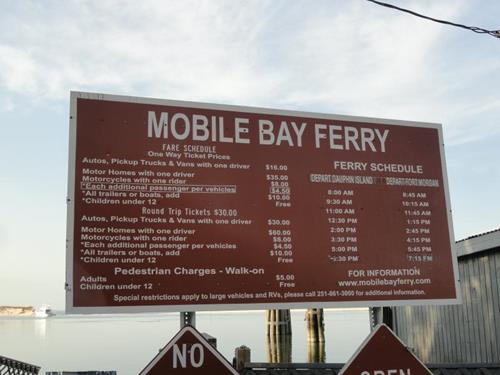 MOBILE BAY FERRY
FARE SCHEDULE
One Way Ticket Prices
Autos, Pickup Trucks & Vans with one driver $16.00
Motor Homes with one driver $35.00
Motorcycles with one rider $8.00
*Each additional passenger per vehicles $4.50
*All trailers or boats, add $10.00
*Children under 12 Free
Round Trip Tickets $30.00
Autos, Pickup Trucks & Vans with one driver $30.00
Motor Homes with one driver $60.00
Motorcycles with one rider
*Each additional passenger per vehicles $4.50
*All trailers or boats, add $10.00
*Children under 12 Free
Pedestrian Charges - Walk-on
Adults $5.00
Children under 12 Free
FERRY SCHEDULE
DEPART DAUPHIN ISLAND DEPART FORT MORGAN
8:00 AM 8:45 AM
9:30 AM 10:15 AM
11:00 AM 11:45 AM
12:30 PM 1:15 PM
2:00 PM 2:45 PM
3:30 PM 4:15 PM
5:00 PM 5:45 PM
6:30 PM 7:15 PM
FOR INFORMATION
www.mobilebayferry.com
Special restrictions apply to large vehicles and RVs, please call 251-861-3000 for additional information.
NO
OPEN